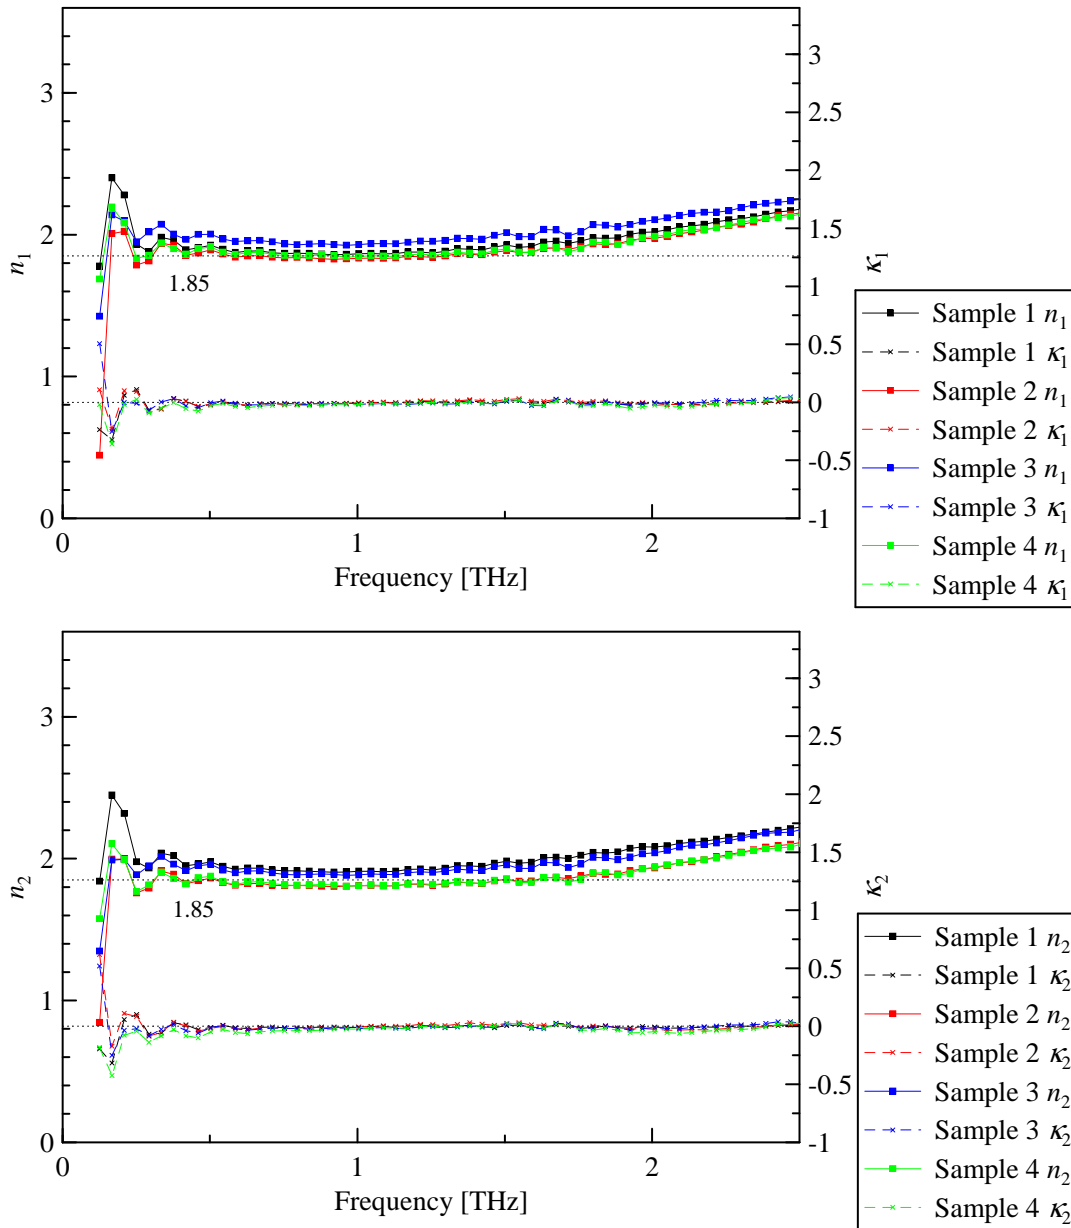 3
2
1
0
n1
1.85
3
2.5
2
1.5
1
0.5
0
-0.5
-1
κ1
0
1
2
Frequency [THz]
Sample 1 n1
Sample 1 κ1
Sample 2 n1
Sample 2 κ1
Sample 3 n1
Sample 3 κ1
Sample 4 n1
Sample 4 κ1
3
2
1
0
n2
1.85
3
2.5
2
1.5
1
0.5
0
-0.5
-1
κ2
0
1
2
Frequency [THz]
Sample 1 n2
Sample 1 κ2
Sample 2 n2
Sample 2 κ2
Sample 3 n2
Sample 3 κ2
Sample 4 n2
Sample 4 κ2